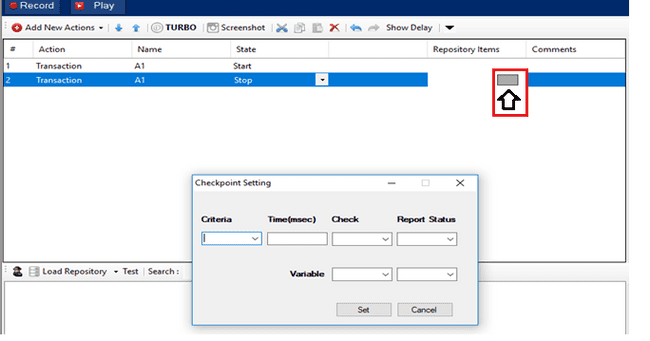 Record Play
Add New Actions TURBO Screenshot Show Delay
# Action Name State Repository Items Comments
1 Transaction A1 Start
2 Transaction A1 Stop
Checkpoint Setting
Criteria Time(msec) Check Report Status
Variable
Set Cancel
Load Repository Test Search :